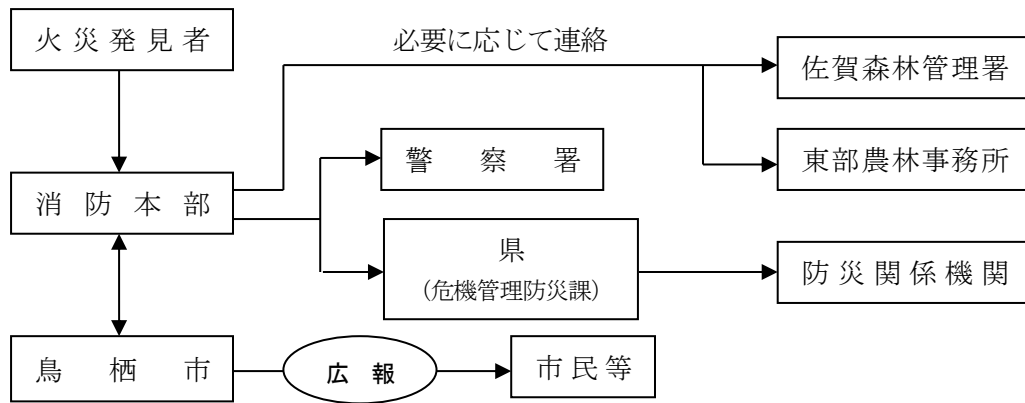 火災発見者
必要に応じて連絡
佐賀森林管理署
警察署
東部農林事務所
消防本部
県
（危機管理防災課）
防災関係機関
鳥栖市
広報
市民等